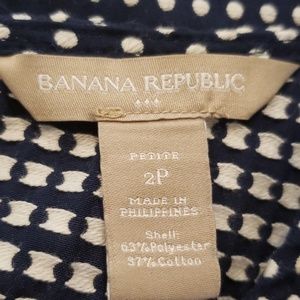 BANANA REPUBLIC
PETITE
2P
MADE IN
PHILIPPINES
Shell:
63%Polyester
37%Cotton